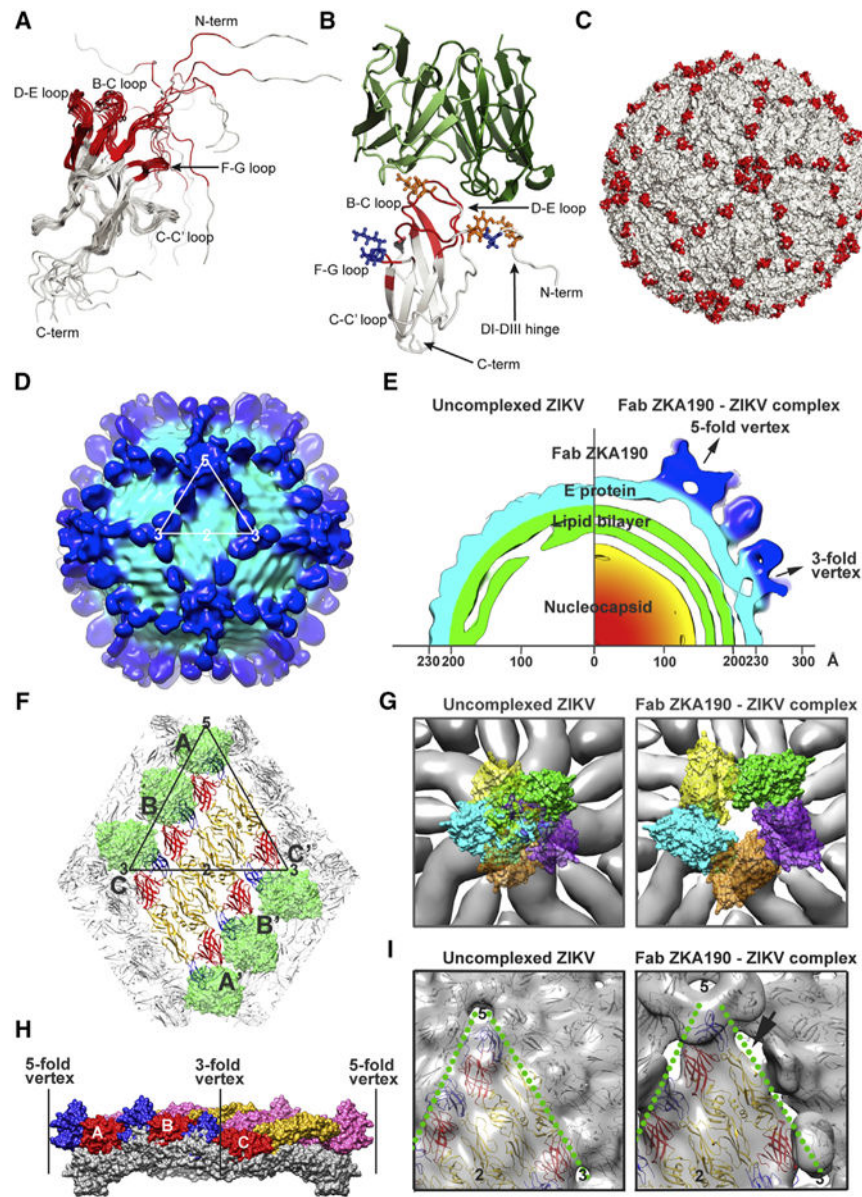 A
N-term
B-C loop
D-E loop
F-G loop
C-C' loop
C-term
B
B-C loop
D-E loop
F-G loop
N-term
C-C' loop
DI-DIII hinge
C-term
C
D
5
3
2
3
E
Uncomplexed ZIKV
Fab ZKA190 - ZIKV complex
5-fold vertex
Fab ZKA190
E protein
Lipid bilayer
3-fold
vertex
Nucleocapsid
230 200 100 0 100 200 230 300 Å
F
5
A
B
3
C
2
C'
3
B'
A'
G
Uncomplexed ZIKV
Fab ZKA190 - ZIKV complex
H
5-fold
vertex
3-fold
vertex
5-fold
vertex
A
B
C
I
Uncomplexed ZIKV
Fab ZKA190 - ZIKV complex
5
2
3
5
2
5